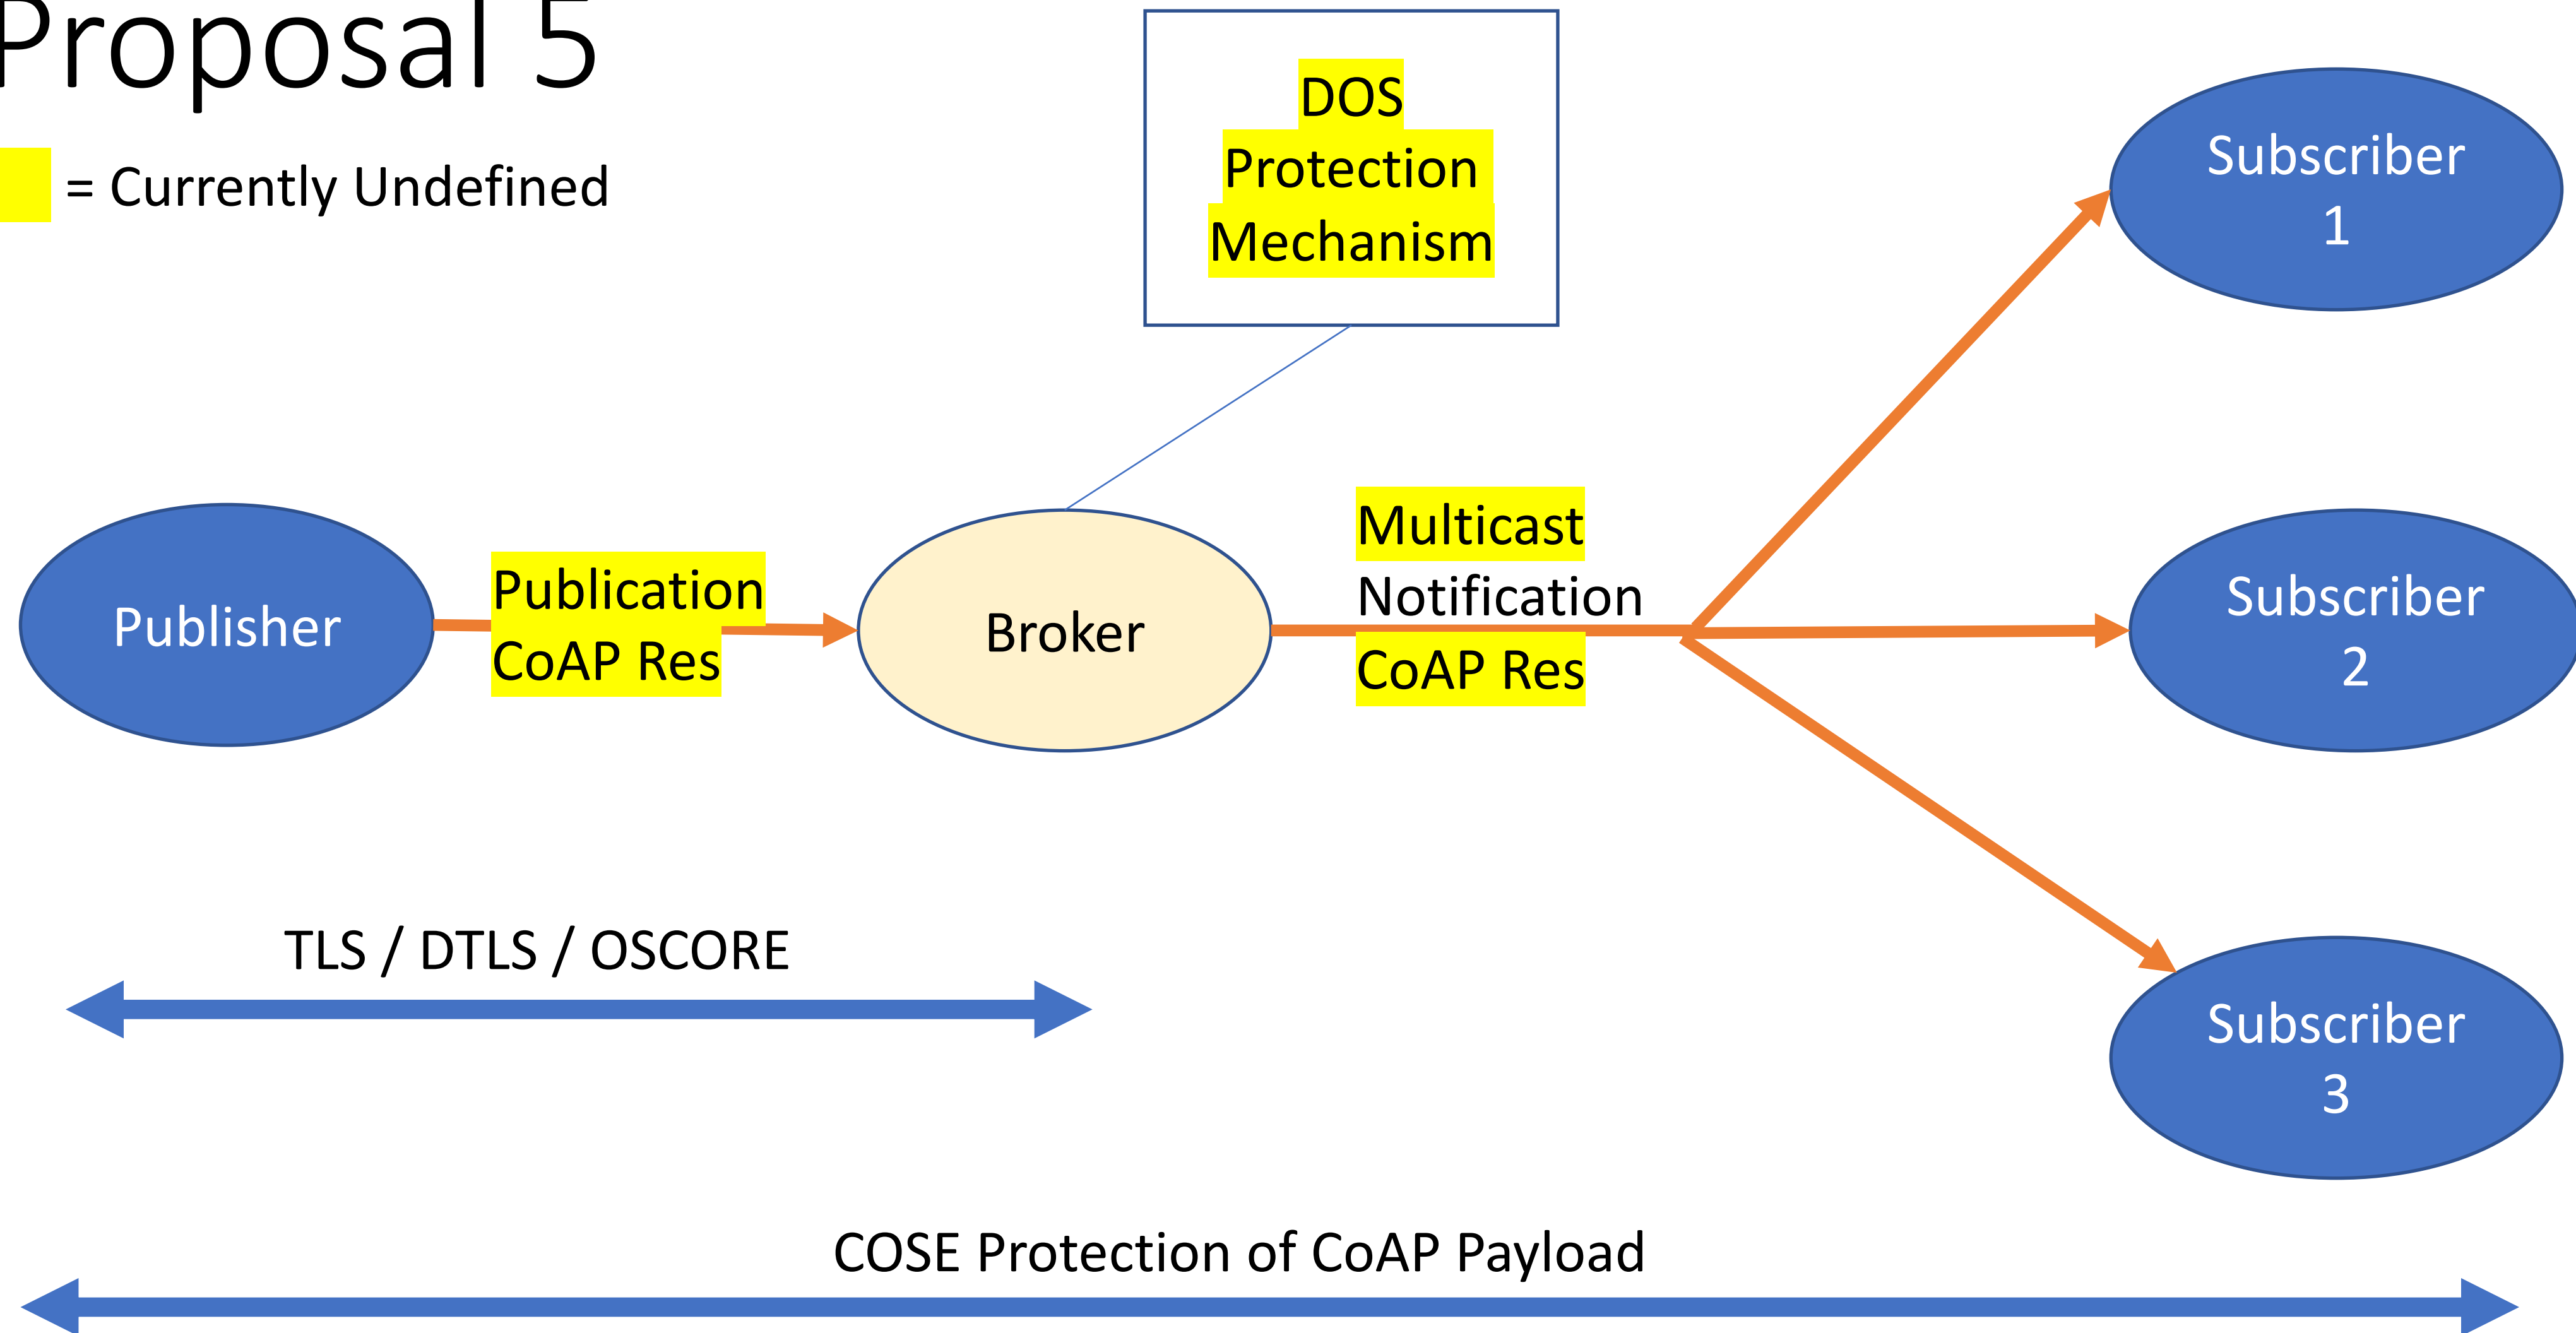 Proposal 5
= Currently Undefined
DOS
Protection
Mechanism
Subscriber
1
Multicast
Notification
CoAP Res
Publication
CoAP Res
Publisher
Broker
Subscriber
2
TLS / DTLS / OSCORE
Subscriber
3
COSE Protection of CoAP Payload